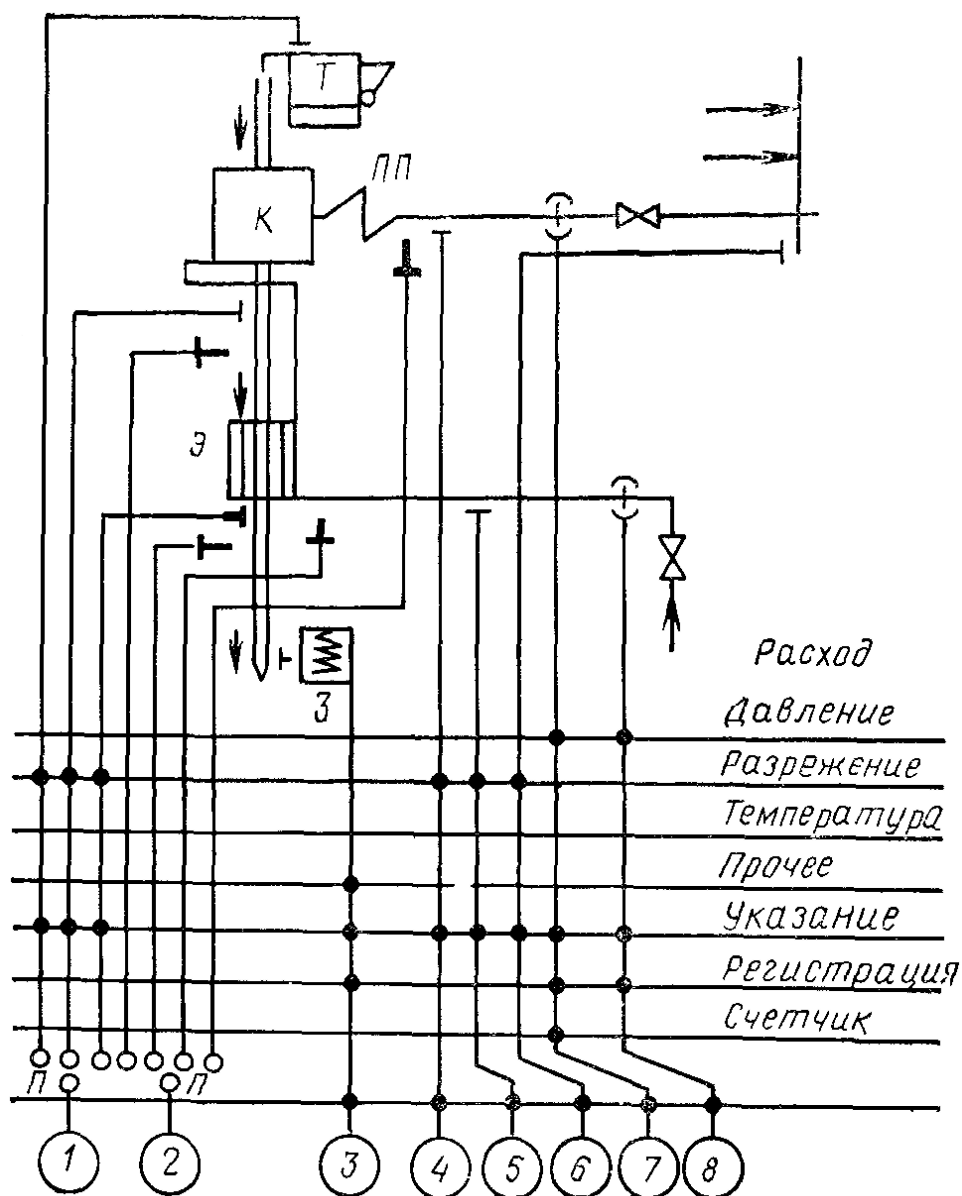 Т
ПП
К
Э
З
Расход
Давление
Разрежение
Температура
Прочее
Указание
Регистрация
Счетчик
П П
1 2 3 4 5 6 7 8